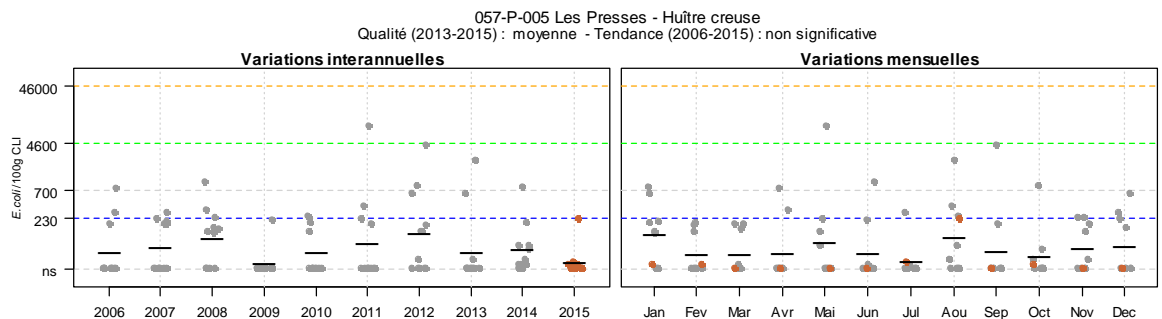 057-P-005 Les Presses - Huître creuse
Qualité (2013-2015) : moyenne - Tendance (2006-2015) : non significative
Variations interannuelles
Variations mensuelles
E.coli/100g CLI
46000
4600
700
230
ns
2006 2007 2008 2009 2010 2011 2012 2013 2014 2015
Jan Fev Mar Avr Mai Jun Jul Aou Sep Oct Nov Dec